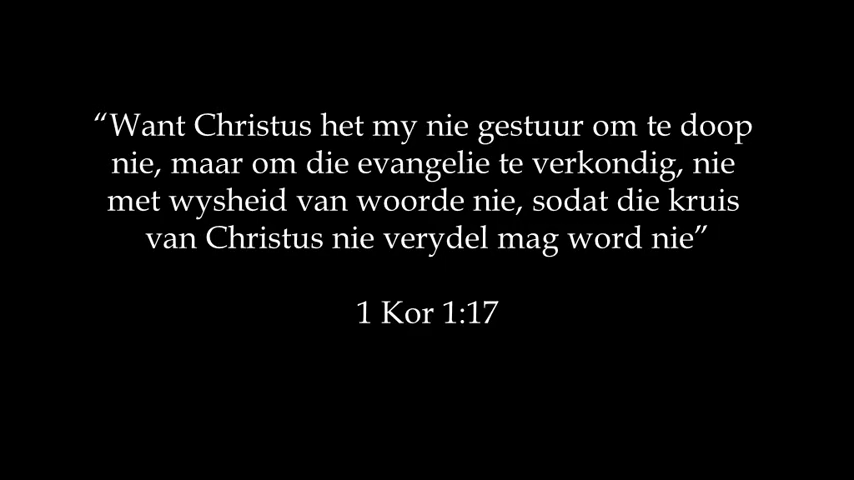 “Want Christus het my nie gestuur om te doop
nie, maar om die evangelie te verkondig, nie
met wysheid van woorde nie, sodat die kruis
van Christus nie verydel mag word nie”
1 Kor 1:17